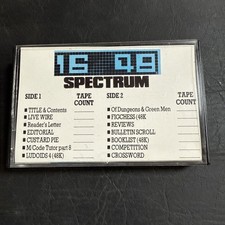 16 48
SPECTRUM
SIDE 1 TAPE COUNT SIDE 2 TAPE COUNT
■ TITLE & Contents
■ LIVE WIRE
■ Reader's Letter
■ EDITORIAL
■ CUSTARD PIE
■ M/Code Tutor part 8
■ LUDOIDS 4 (48K)
■ Of Dungeons & Green Men
■ FIGCHESS (48K
■ REVIEWS
■ BULLETIN SCROLL
■ BOOKLIST (48K)
■ COMPETITION
■ CROSSWORD